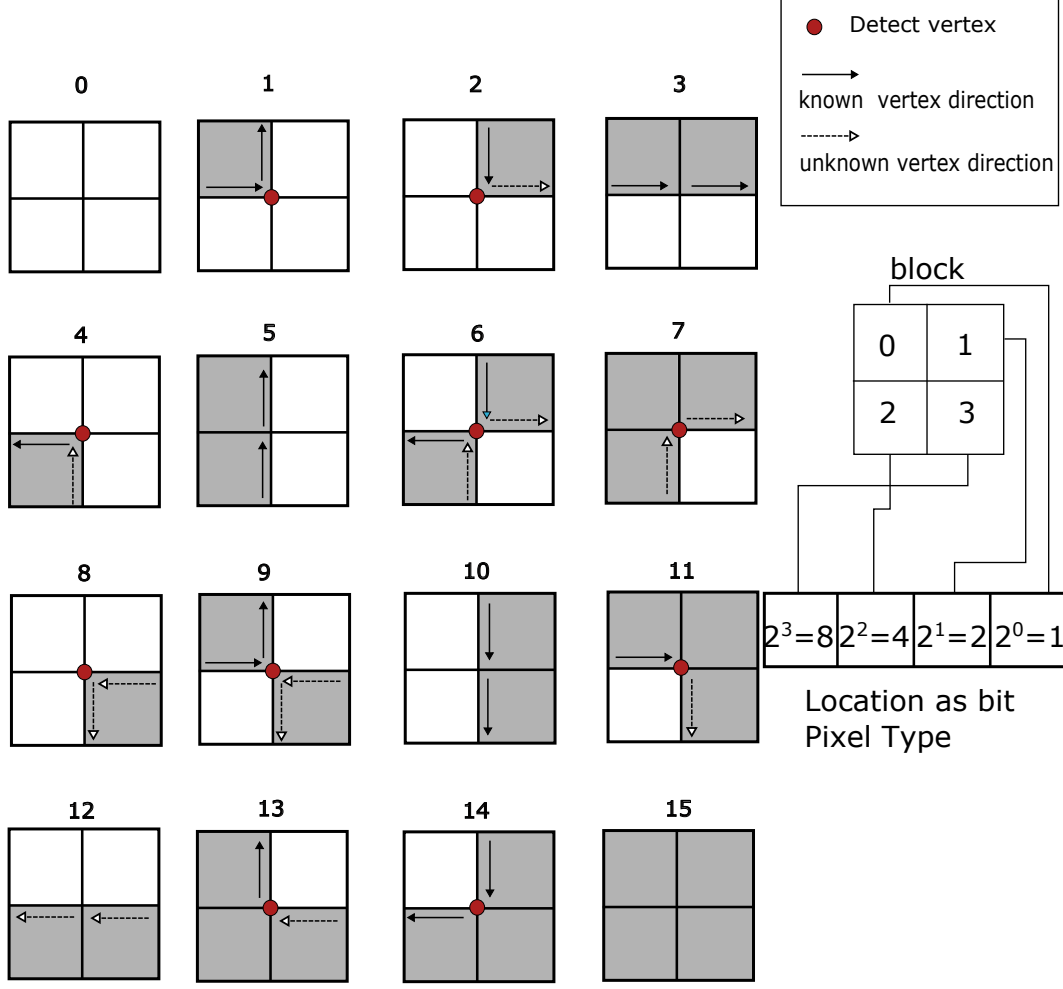 Detect vertex
known vertex direction
unknown vertex direction
0 1 2 3
4 5 6 7
8 9 10 11
12 13 14 15
block
0 1
2 3
2³=8 2²=4 2¹=2 2⁰=1
Location as bit
Pixel Type